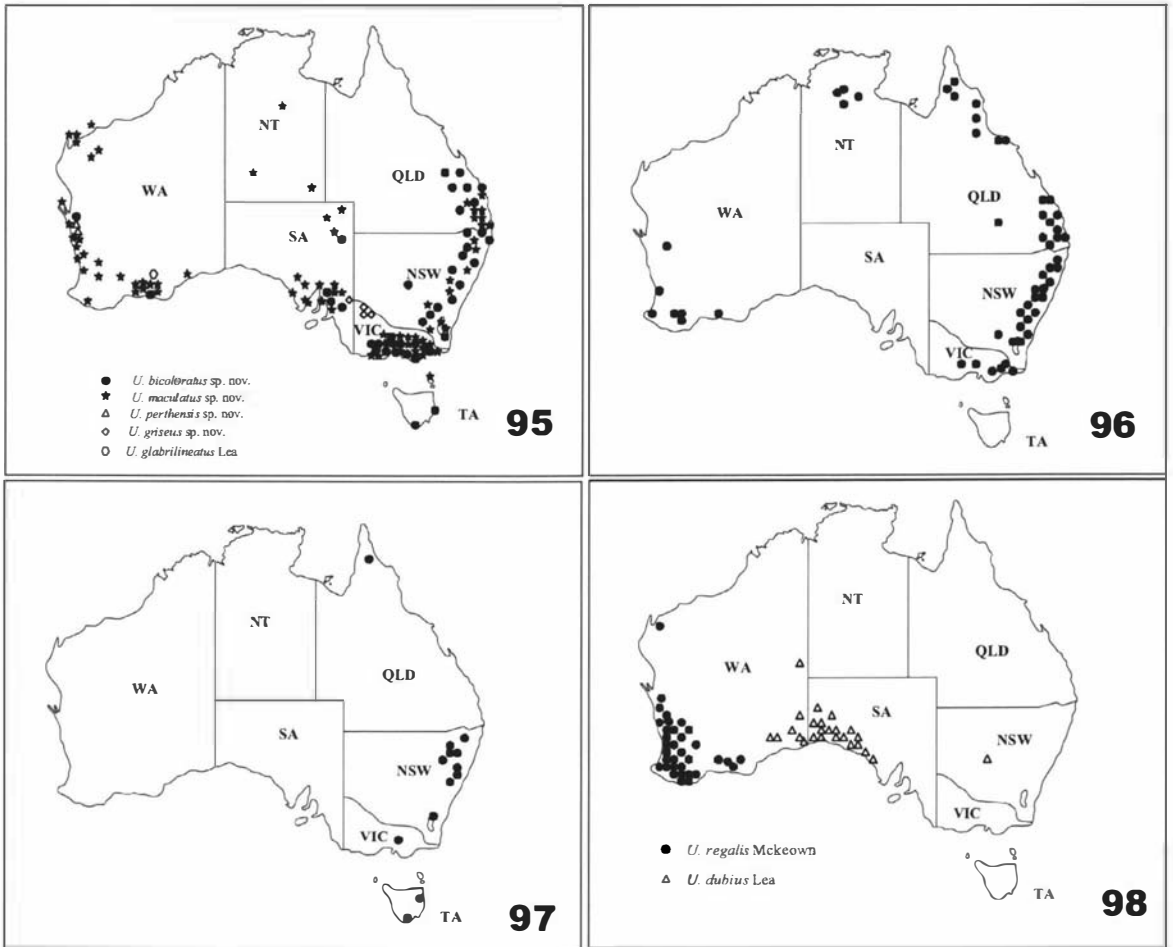 NT
WA
QLD
SA
NSW
VIC
TA
U. bicoloratus sp. nov.
U. maculatus sp. nov.
U. perthensis sp. nov.
U. griseus sp. nov.
U. glabrilineatus Lea
95
NT
WA
QLD
SA
NSW
VIC
TA
96
NT
QLD
WA
SA
NSW
VIC
TA
97
NT
QLD
WA
SA
NSW
VIC
U. regalis Mckeown
U. dubius Lea
TA
98